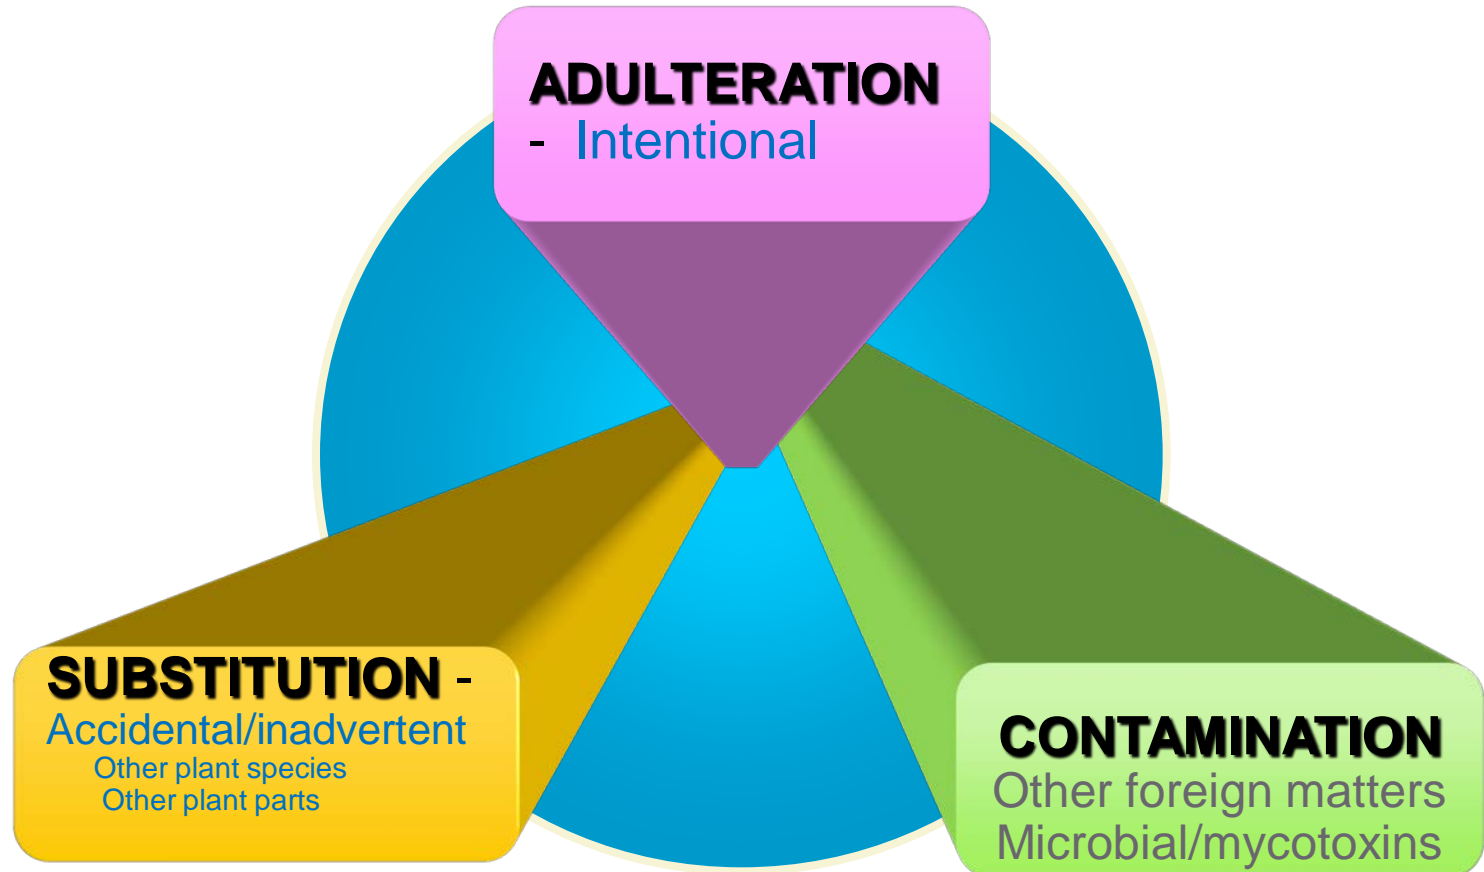 ADULTERATION
- Intentional
SUBSTITUTION -
Accidental/inadvertent
Other plant species
Other plant parts
CONTAMINATION
Other foreign matters
Microbial/mycotoxins